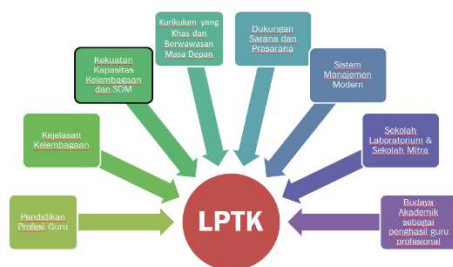 Pendidikan
Profesi Guru
Kejelasan
Kelembagaan
Kekuatan
Kapasitas
Kelembagaan
dan SDM
Kurikulum yang
Khas dan
Berwawasan
Masa Depan
Dukungan
Sarana dan
Prasarana
Sistem
Manajemen
Modern
Sekolah
Laboratorium &
Sekolah Mitra
Budaya
Akademik
sebagai
penghasil guru
profesional
LPTK